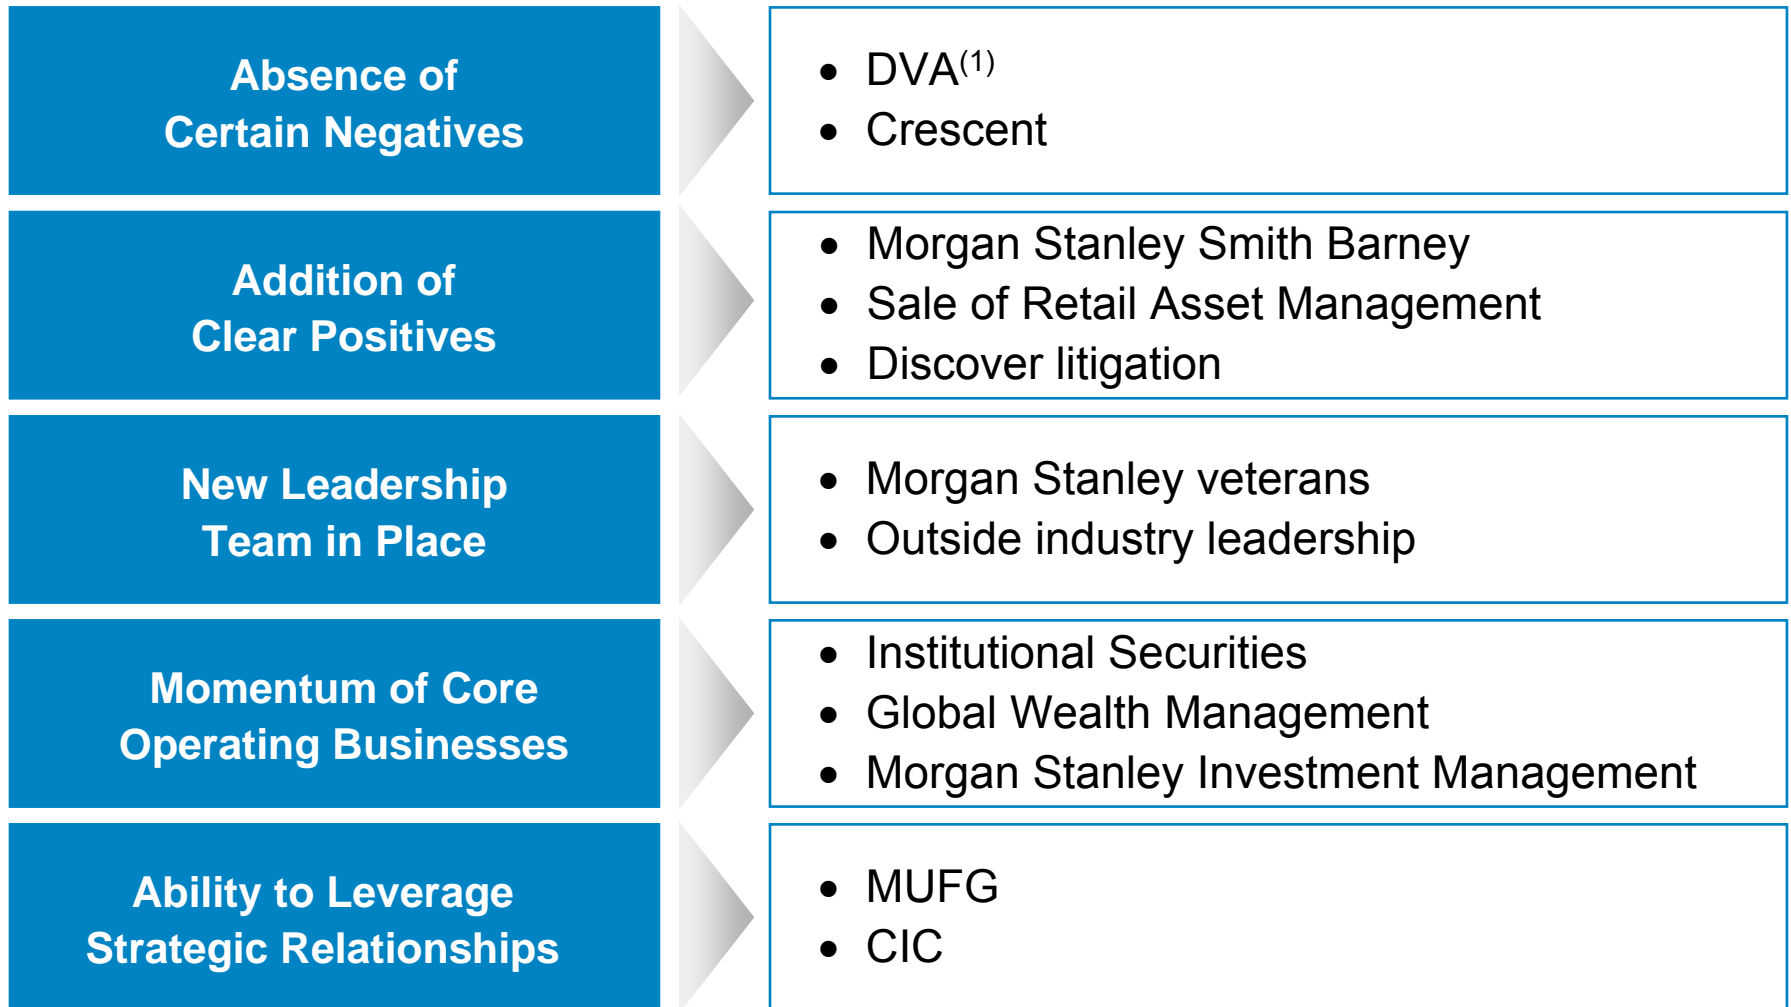 Absence of
Certain Negatives
• DVA(1)
• Crescent
Addition of
Clear Positives
• Morgan Stanley Smith Barney
• Sale of Retail Asset Management
• Discover litigation
New Leadership
Team in Place
• Morgan Stanley veterans
• Outside industry leadership
Momentum of Core
Operating Businesses
• Institutional Securities
• Global Wealth Management
• Morgan Stanley Investment Management
Ability to Leverage
Strategic Relationships
• MUFG
• CIC